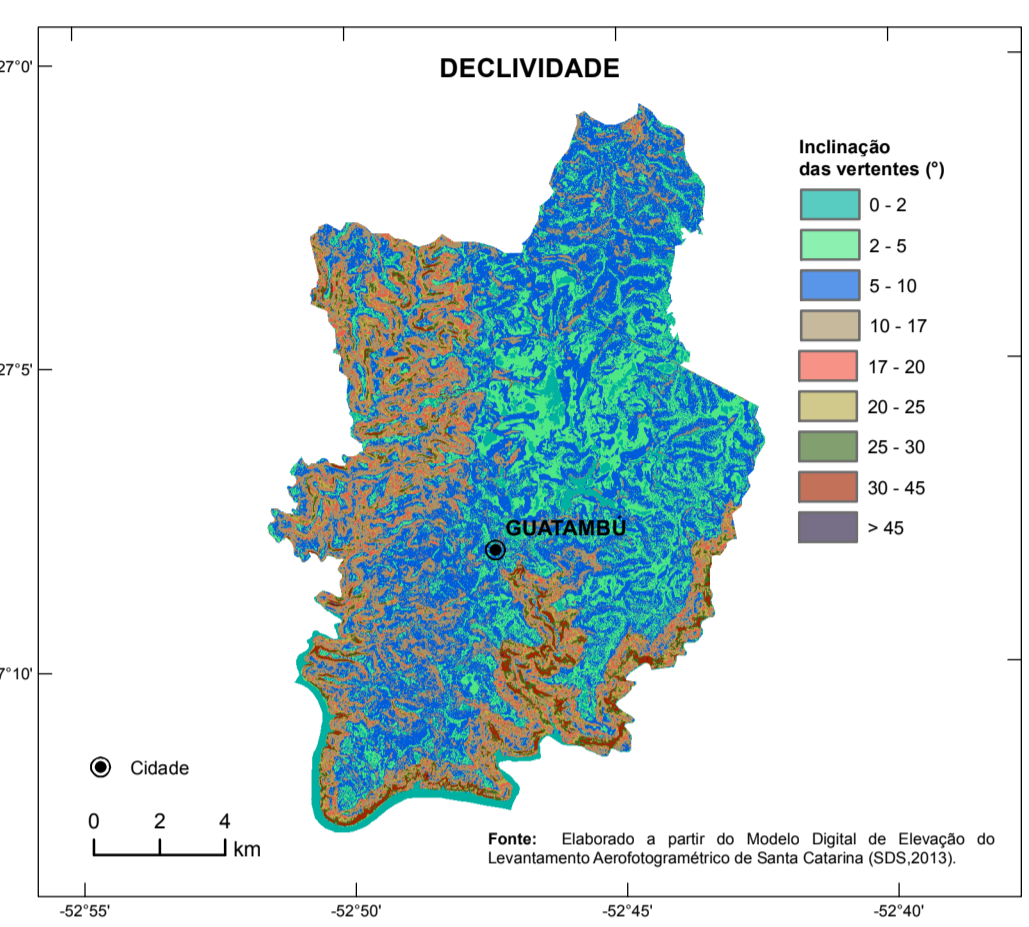 DECLIVIDADE
27°0'
Inclinação
das vertentes (°)
0 - 2
2 - 5
5 - 10
10 - 17
17 - 20
20 - 25
25 - 30
30 - 45
> 45
27°5'
GUATAMBÚ
7°10'
Cidade
0 2 4
km
Fonte: Elaborado a partir do Modelo Digital de Elevação do
Levantamento Aerofotogramétrico de Santa Catarina (SDS,2013).
-52°55' -52°50' -52°45' -52°40'